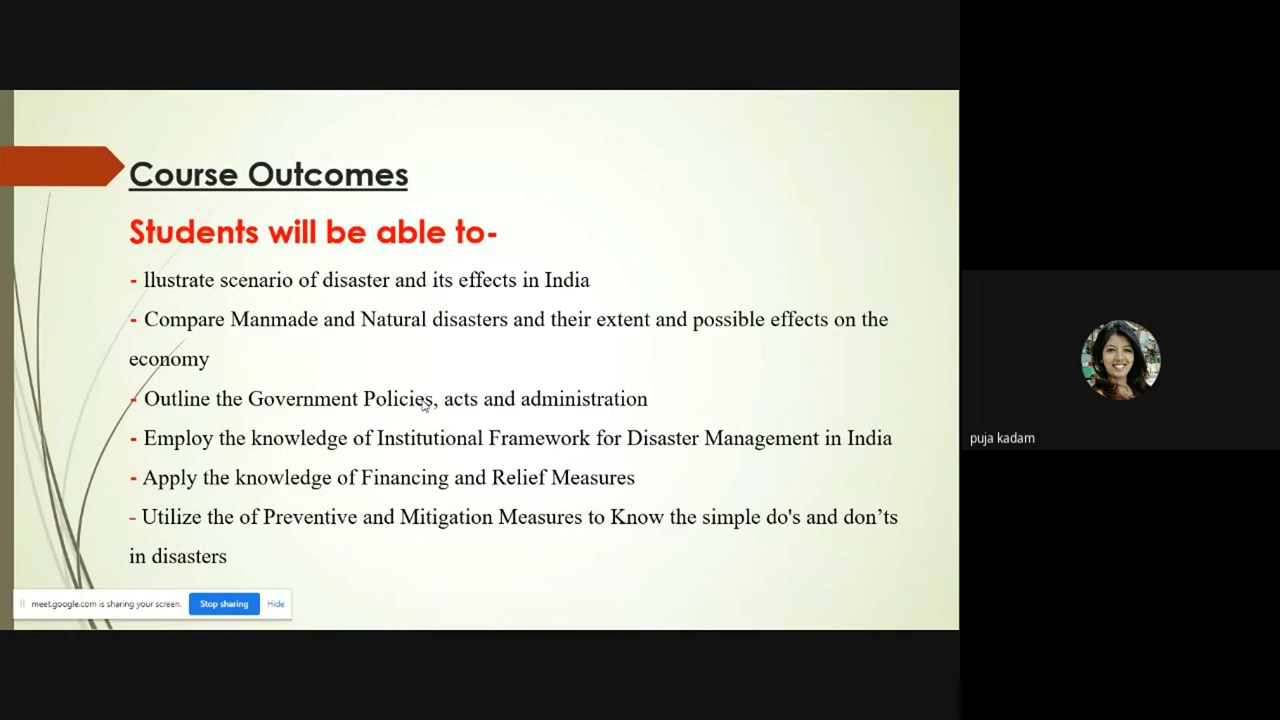 Course Outcomes
Students will be able to-
- llustrate scenario of disaster and its effects in India
- Compare Manmade and Natural disasters and their extent and possible effects on the
economy
- Outline the Government Policies, acts and administration
- Employ the knowledge of Institutional Framework for Disaster Management in India
- Apply the knowledge of Financing and Relief Measures
- Utilize the of Preventive and Mitigation Measures to Know the simple do's and don’ts
in disasters
meet.google.com is sharing your screen. Stop sharing Hide
puja kadam